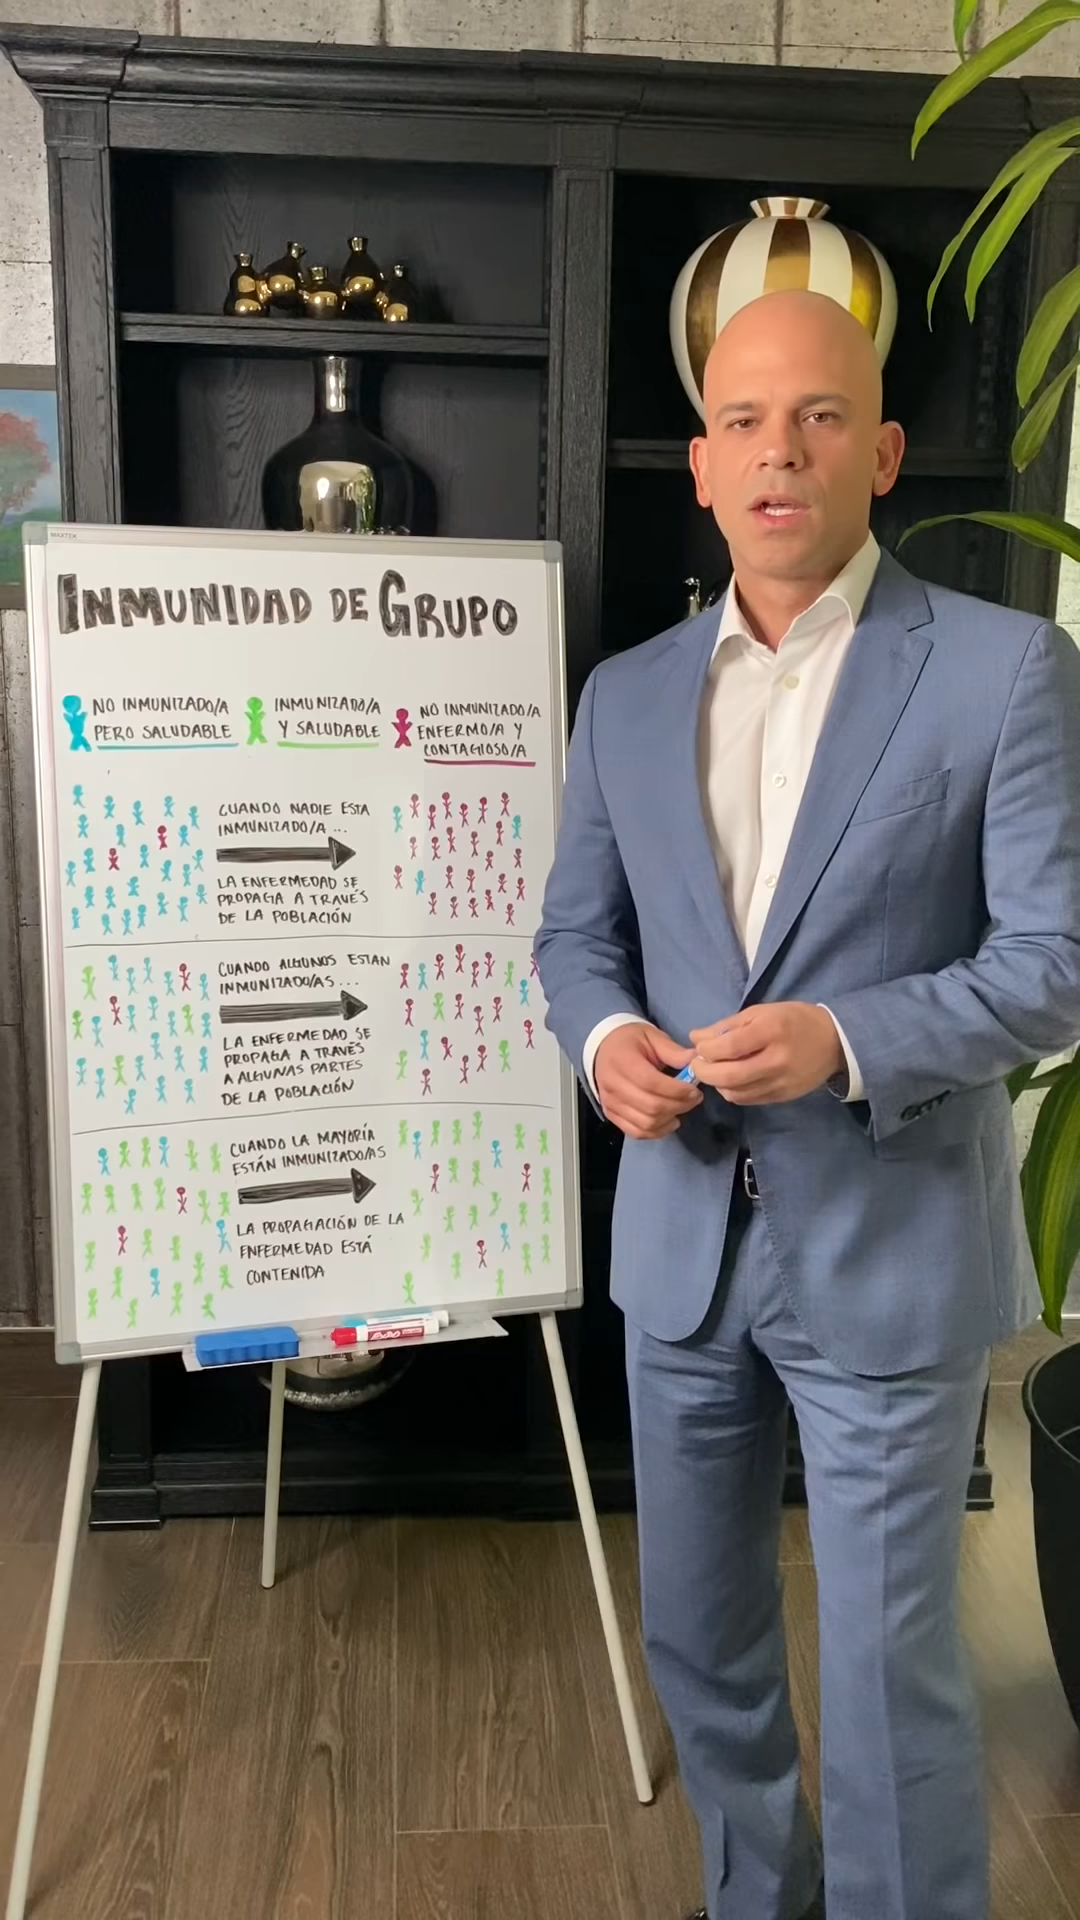 MAXTEK
INMUNIDAD DE GRUPO
NO INMUNIZADO/A
PERO SALUDABLE
INMUNIZADO/A
Y SALUDABLE
NO INMUNIZADO/A
ENFERMO/A Y
CONTAGIOSO/A
CUANDO NADIE ESTA
INMUNIZADO/A ...
LA ENFERMEDAD SE
PROPAGA A TRAVÉS
DE LA POBLACIÓN
CUANDO ALGUNOS ESTAN
INMUNIZADO/AS...
LA ENFERMEDAD SE
PROPAGA A TRAVÉS
A ALGUNAS PARTES
DE LA POBLACIÓN
CUANDO LA MAYORÍA
ESTÁN INMUNIZADO/AS
LA PROPAGACIÓN DE LA
ENFERMEDAD ESTÁ
CONTENIDA
EXPO